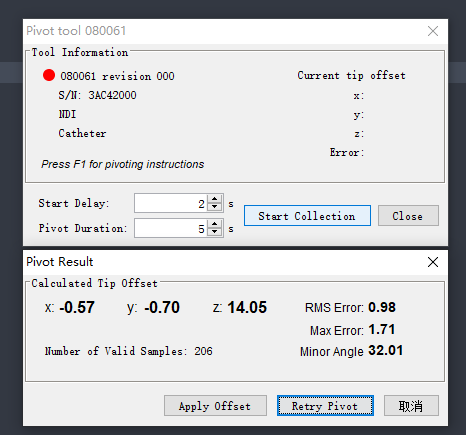 Pivot tool 080061
Tool Information
080061 revision 000
Current tip offset
S/N: 3AC42000
x:
NDI
y:
Catheter
z:
Error:
Press F1 for pivoting instructions
Start Delay: 2 s
Pivot Duration: 5 s
Start Collection
Close
Pivot Result
Calculated Tip Offset
x: -0.57 y: -0.70 z: 14.05
RMS Error: 0.98
Max Error: 1.71
Number of Valid Samples: 206
Minor Angle 32.01
Apply Offset
Retry Pivot
取消